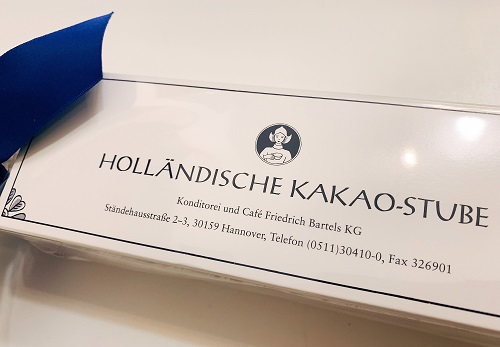 HOLLÄNDISCHE KAKAO-STUBE
Konditorei und Café Friedrich Bartels KG
Ständehausstraße 2–3, 30159 Hannover, Telefon (0511)30410-0, Fax 326901